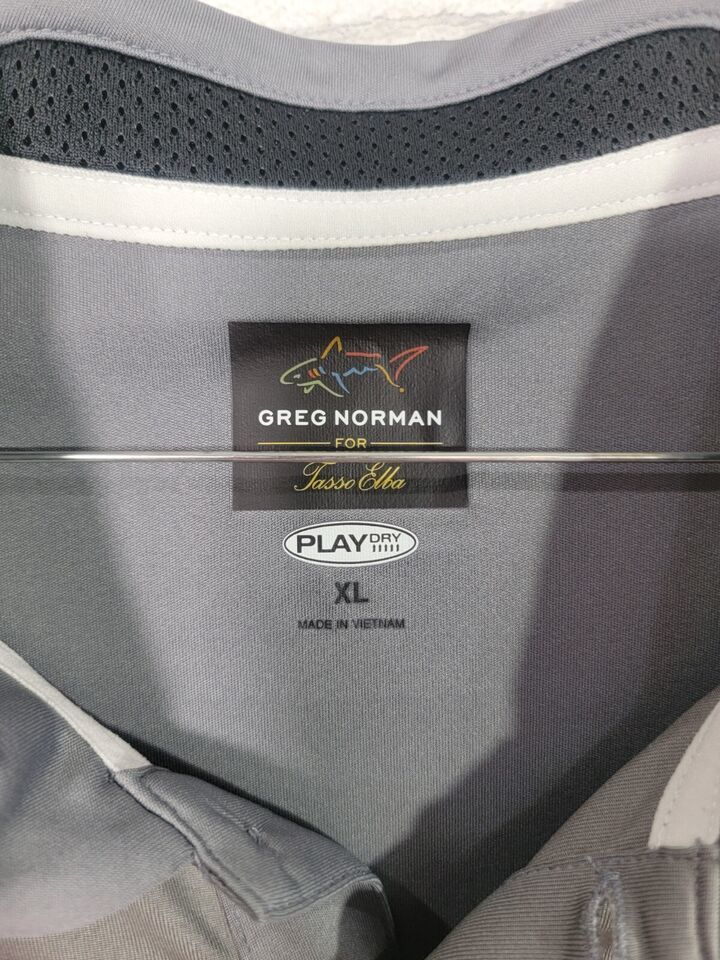 GREG NORMAN
FOR
Tasso Elba
PLAY DRY
XL
MADE IN VIETNAM